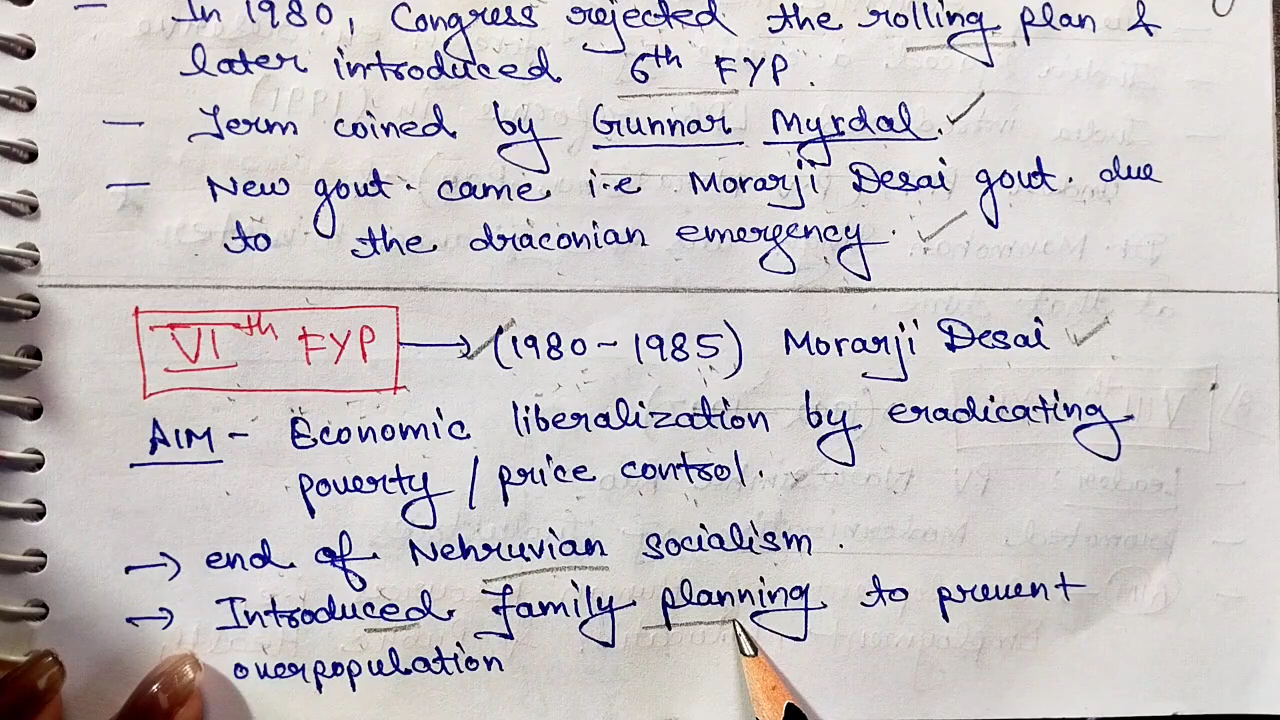 - In 1980, Congress rejected the rolling plan &
later introduced 6th FYP.
- Term coined by Gunnar Myrdal. ✓
- New govt. came i.e Morarji Desai govt. due
to the draconian emergency. ✓
VIth FYP → (1980-1985) Morarji Desai ✓
AIM - Economic liberalization by eradicating
poverty / price control.
→ end of Nehruvian socialism.
→ Introduced family planning to prevent
overpopulation